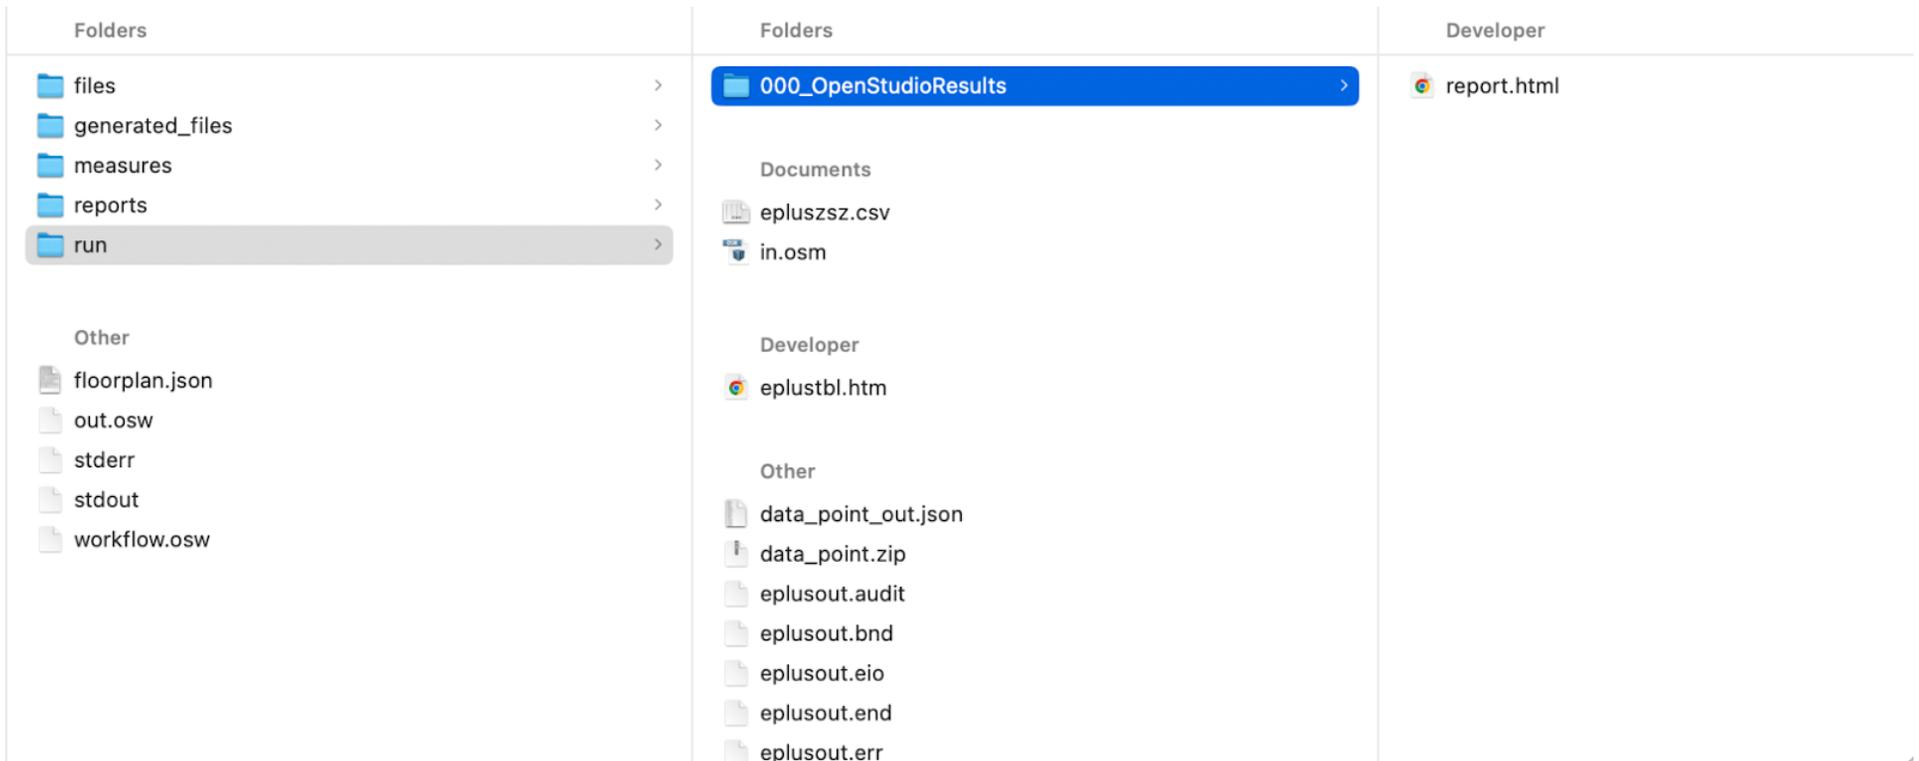 Folders
files
generated_files
measures
reports
run
Other
floorplan.json
out.osw
stderr
stdout
workflow.osw
Folders
000_OpenStudioResults
Documents
epluszsz.csv
in.osm
Developer
eplustbl.htm
Other
data_point_out.json
data_point.zip
eplusout.audit
eplusout.bnd
eplusout.eio
eplusout.end
eplusout.err
Developer
report.html